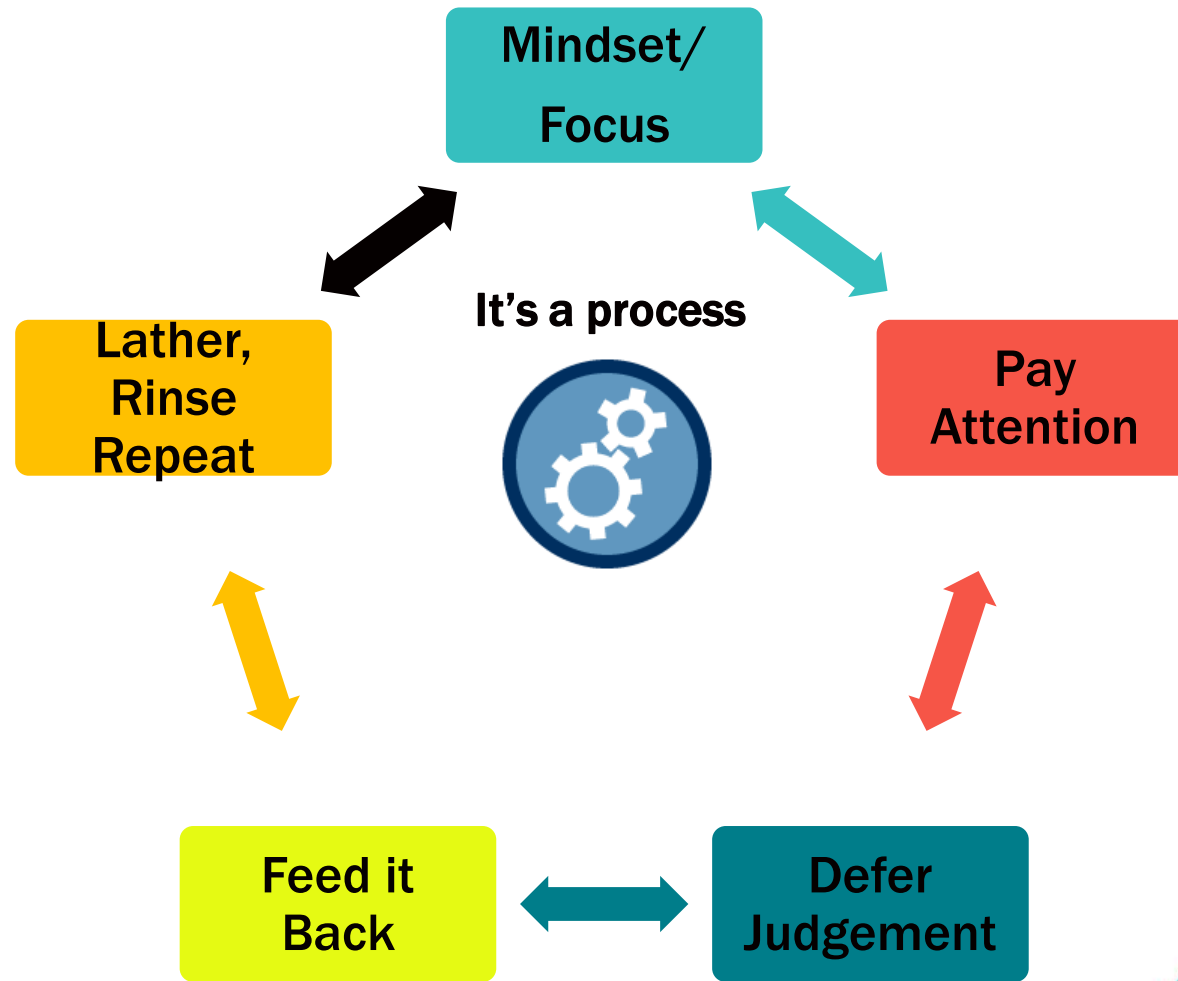 Mindset/
Focus
It’s a process
Lather,
Rinse
Repeat
Pay
Attention
Feed it
Back
Defer
Judgement